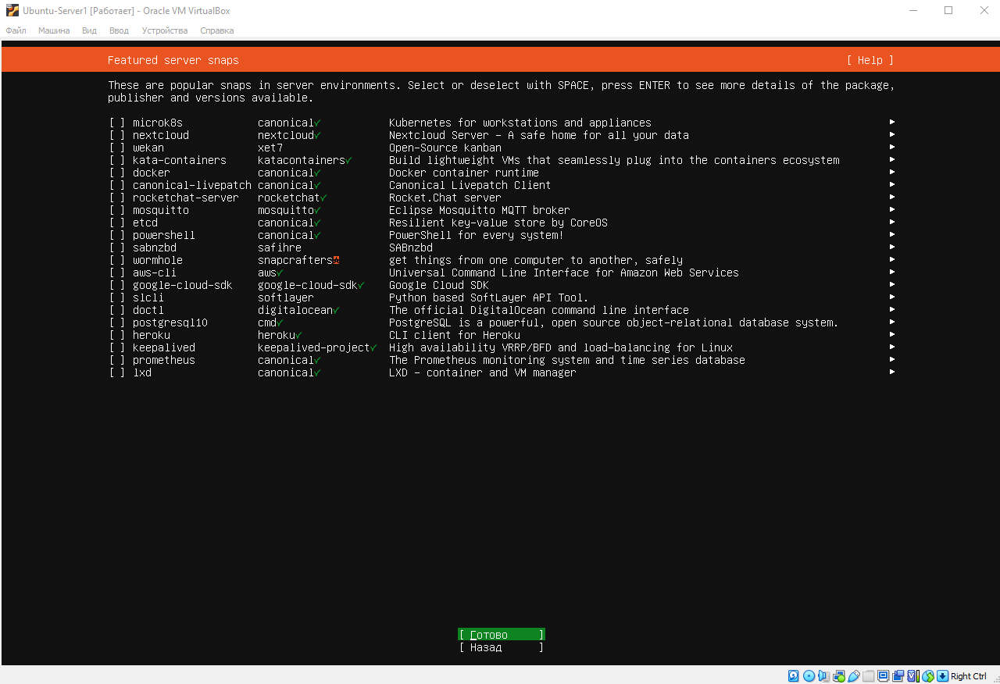 Ubuntu-Server1 [Работает] - Oracle VM VirtualBox
Файл Машина Вид Ввод Устройства Справка
Featured server snaps [ Help ]
These are popular snaps in server environments. Select or deselect with SPACE, press ENTER to see more details of the package,
publisher and versions available.
[ ] microk8s canonical✓ Kubernetes for workstations and appliances ▸
[ ] nextcloud nextcloud✓ Nextcloud Server - A safe home for all your data ▸
[ ] wekan xet7 Open-Source kanban ▸
[ ] kata-containers katacontainers✓ Build lightweight VMs that seamlessly plug into the containers ecosystem ▸
[ ] docker canonical✓ Docker container runtime ▸
[ ] canonical-livepatch canonical✓ Canonical Livepatch Client ▸
[ ] rocketchat-server rocketchat✓ Rocket.Chat server ▸
[ ] mosquitto mosquitto✓ Eclipse Mosquitto MQTT broker ▸
[ ] etcd canonical✓ Resilient key-value store by CoreOS ▸
[ ] powershell canonical✓ PowerShell for every system! ▸
[ ] sabnzbd safihre SABnzbd ▸
[ ] wormhole snapcrafters get things from one computer to another, safely ▸
[ ] aws-cli aws✓ Universal Command Line Interface for Amazon Web Services ▸
[ ] google-cloud-sdk google-cloud-sdk✓ Google Cloud SDK ▸
[ ] slcli softlayer Python based SoftLayer API Tool. ▸
[ ] doctl digitalocean✓ The official DigitalOcean command line interface ▸
[ ] postgresql10 cmd✓ PostgreSQL is a powerful, open source object-relational database system. ▸
[ ] heroku heroku✓ CLI client for Heroku ▸
[ ] keepalived keepalived-project✓ High availability VRRP/BFD and load-balancing for Linux ▸
[ ] prometheus canonical✓ The Prometheus monitoring system and time series database ▸
[ ] lxd canonical✓ LXD - container and VM manager ▸
[ Готово ]
[ Назад ]
Right Ctrl